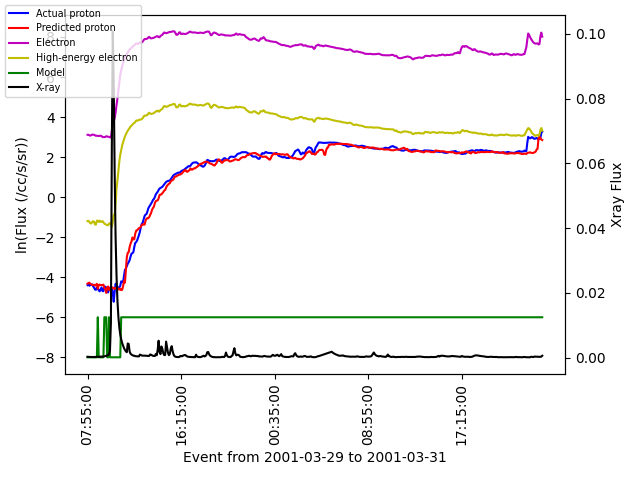 Actual proton
Predicted proton
Electron
High-energy electron
Model
X-ray
8
6
4
2
0
−2
−4
−6
−8
ln(Flux (/cc/s/sr))
0.10
0.08
0.06
0.04
0.02
0.00
Xray Flux
07:55:00
16:15:00
00:35:00
08:55:00
17:15:00
Event from 2001-03-29 to 2001-03-31